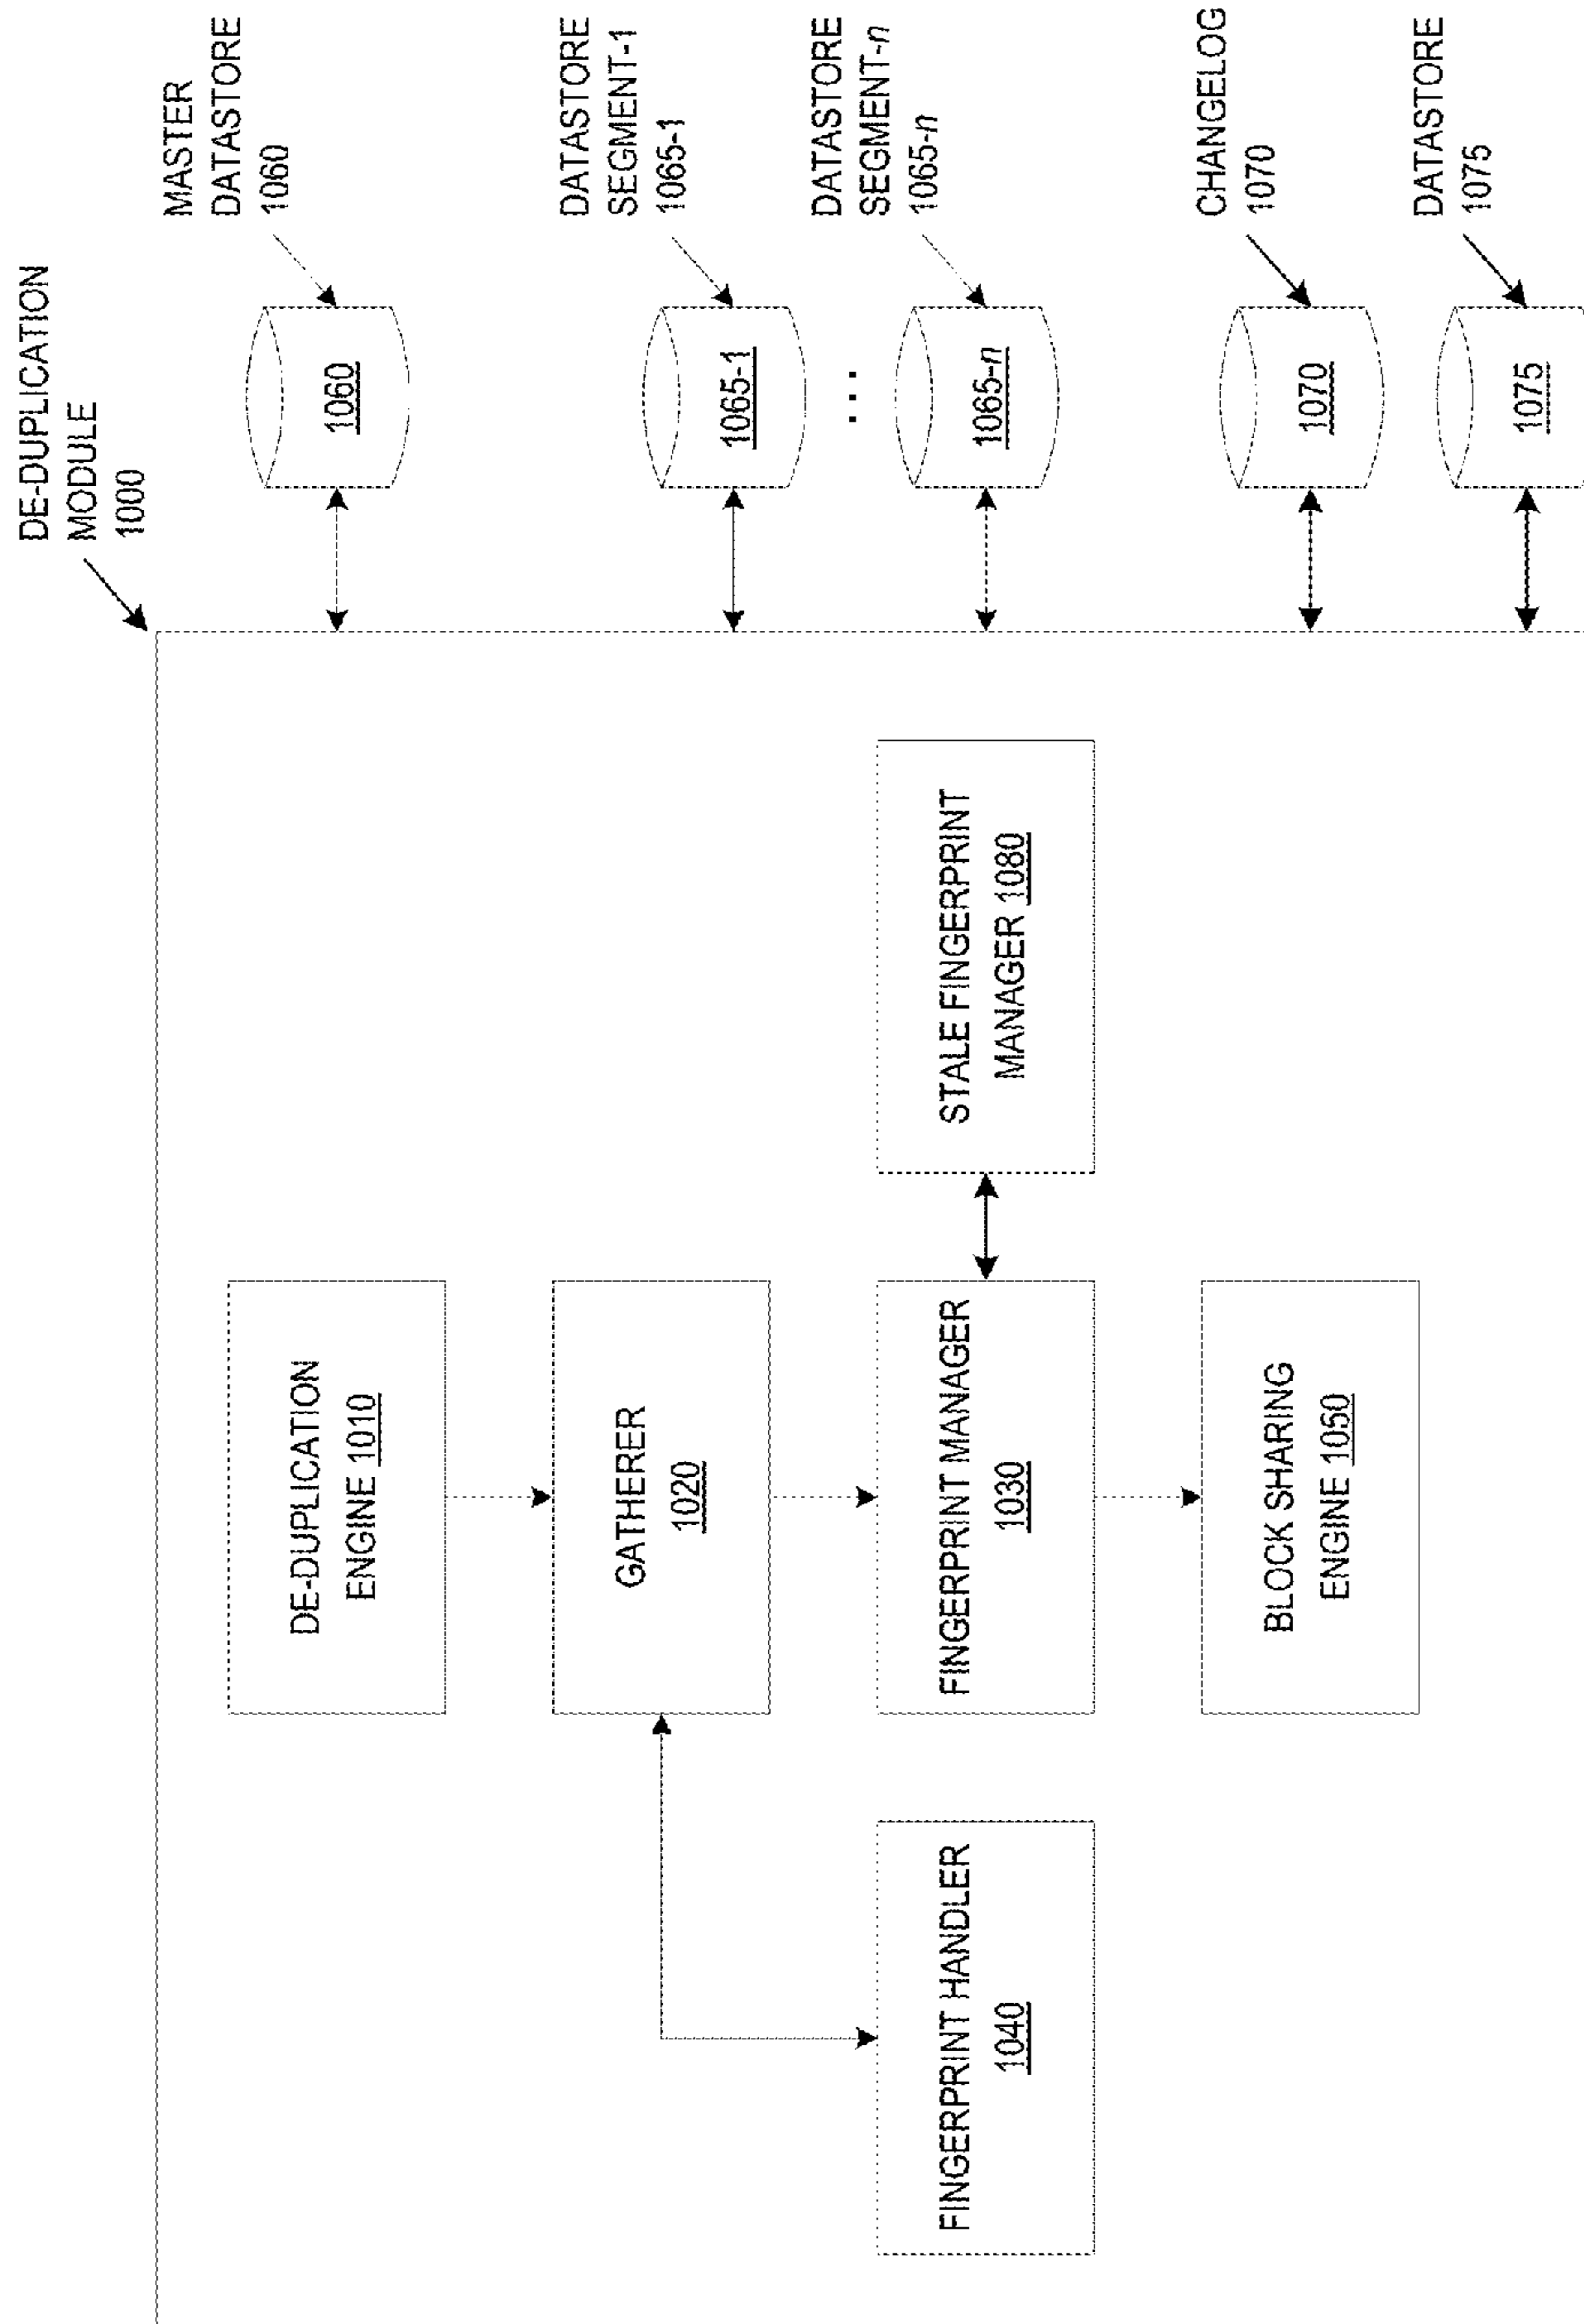 DE-DUPLICATION
MODULE
1000
MASTER
DATASTORE
1060
1060
DATASTORE
SEGMENT-1
1065-1
1065-1
...
DATASTORE
SEGMENT-n
1065-n
1065-n
CHANGELOG
1070
1070
DATASTORE
1075
1075
DE-DUPLICATION
ENGINE 1010
GATHERER
1020
FINGERPRINT MANAGER
1030
STALE FINGERPRINT
MANAGER 1080
FINGERPRINT HANDLER
1040
BLOCK SHARING
ENGINE 1050